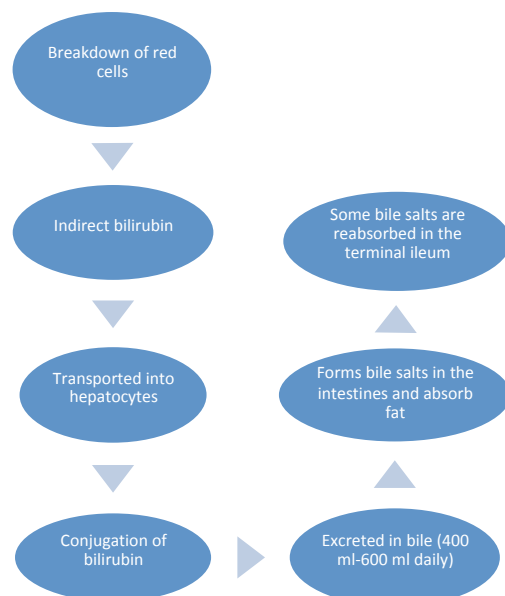 Breakdown of red
cells
Indirect bilirubin
Transported into
hepatocytes
Conjugation of
bilirubin
Excreted in bile (400
ml-600 ml daily)
Forms bile salts in the
intestines and absorb
fat
Some bile salts are
reabsorbed in the
terminal ileum